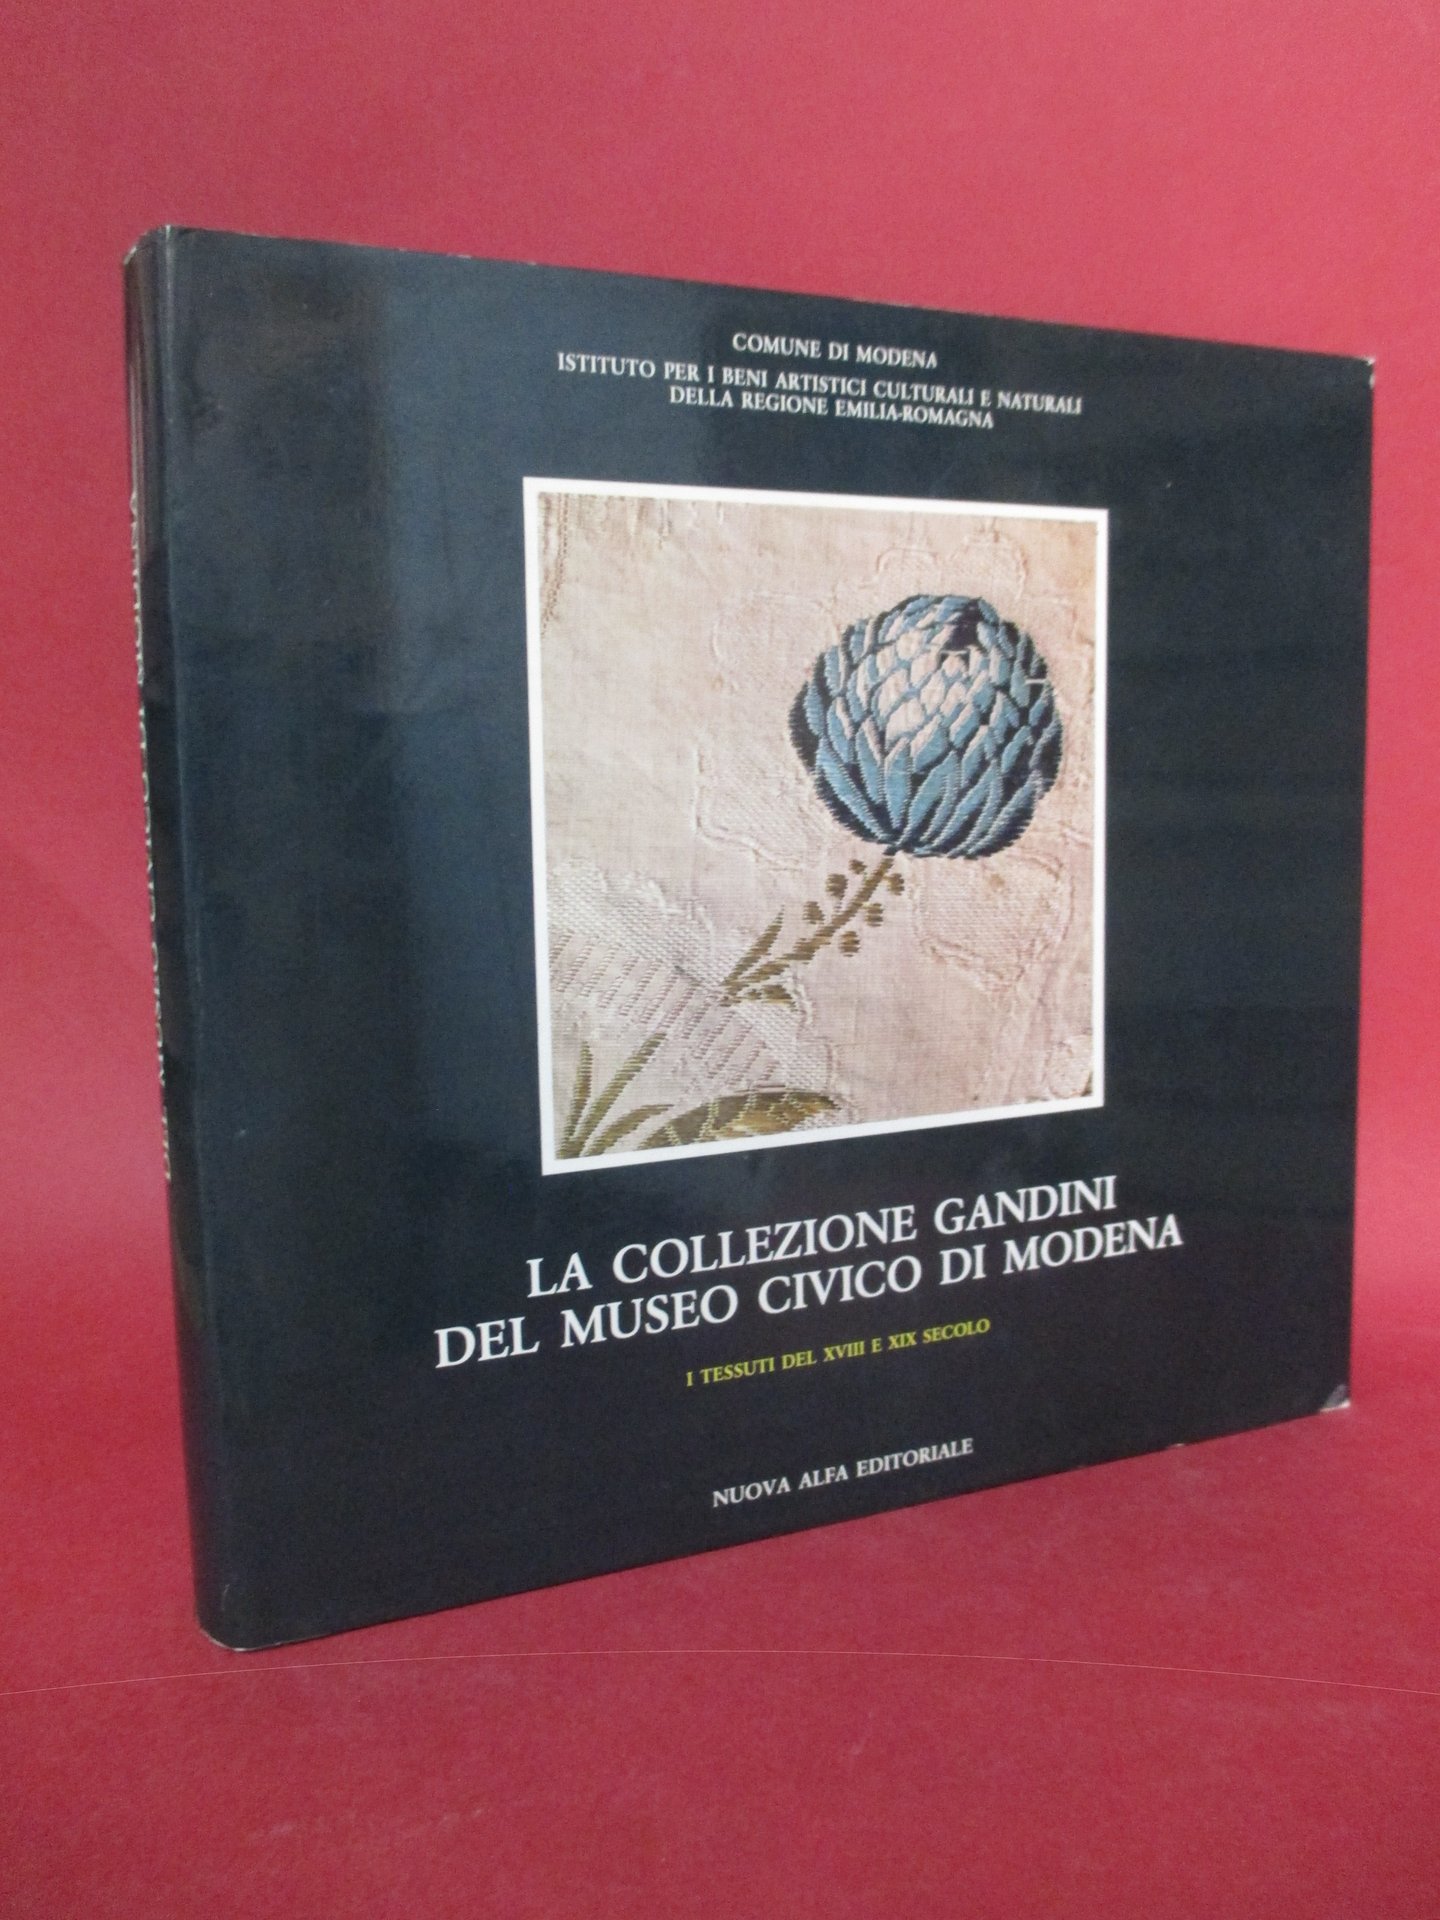 COMUNE DI MODENA
ISTITUTO PER I BENI ARTISTICI CULTURALI E NATURALI
DELLA REGIONE EMILIA-ROMAGNA
LA COLLEZIONE GANDINI
DEL MUSEO CIVICO DI MODENA
I TESSUTI DEL XVIII E XIX SECOLO
NUOVA ALFA EDITORIALE